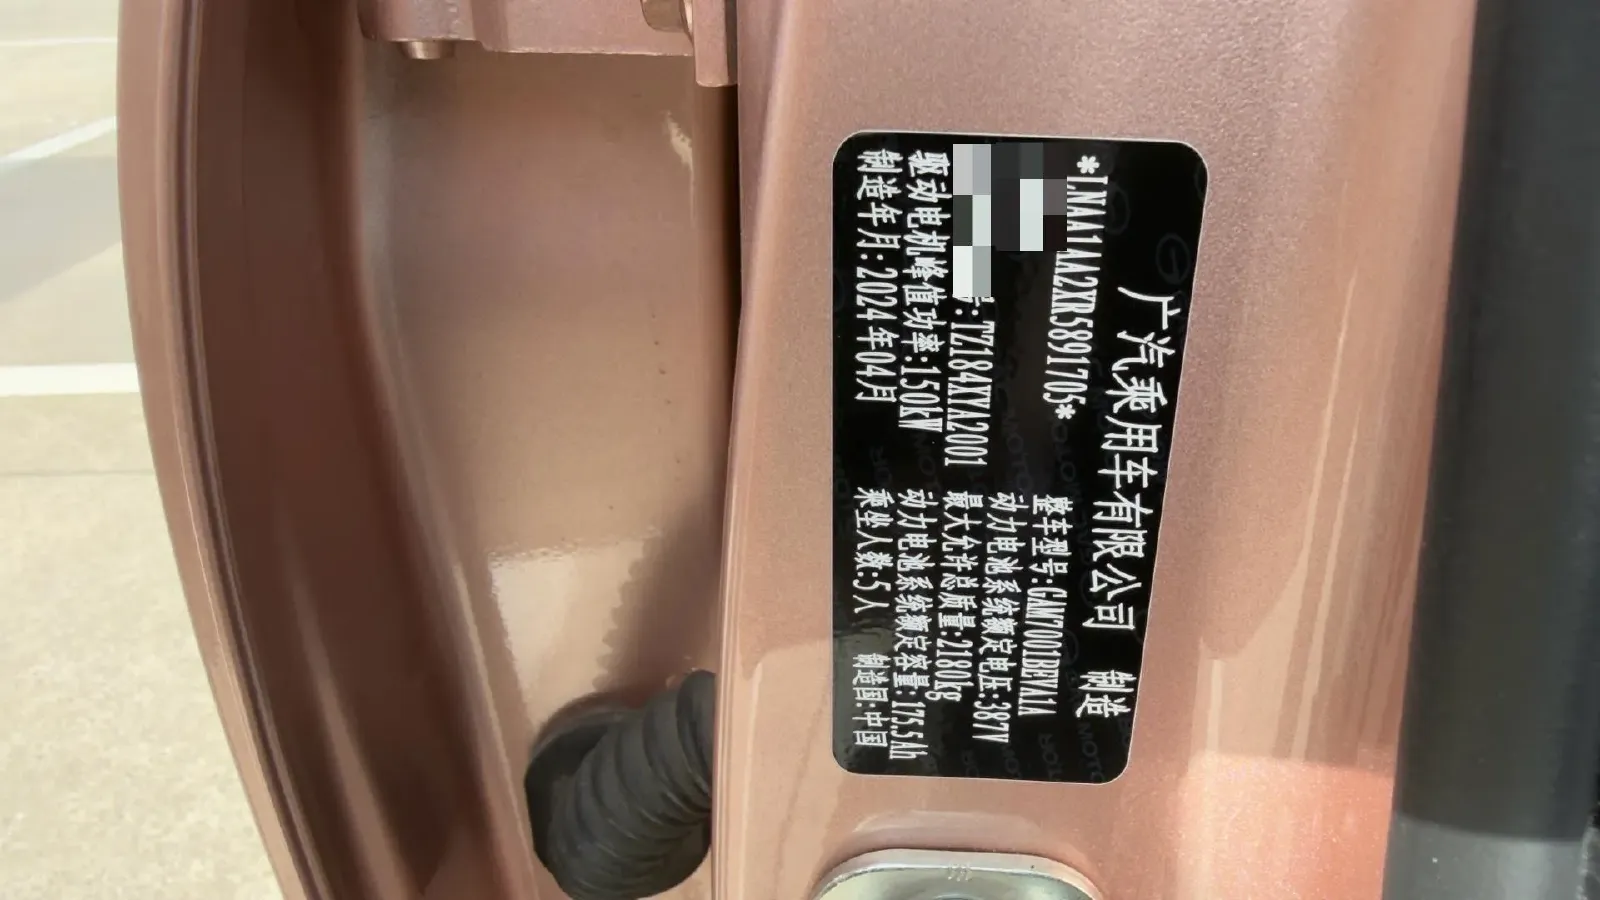 广汽乘用车有限公司 制造
*LNAA1AA2XR5891705*
整车型号:GAM7001BEVA1A
动力电池系统额定电压:387V
号:TZ184XYA2001 最大允许总质量:2180kg
驱动电机峰值功率:150kW 动力电池系统额定容量:175.5Ah
制造年月:2024年04月 乘坐人数:5人 制造国:中国